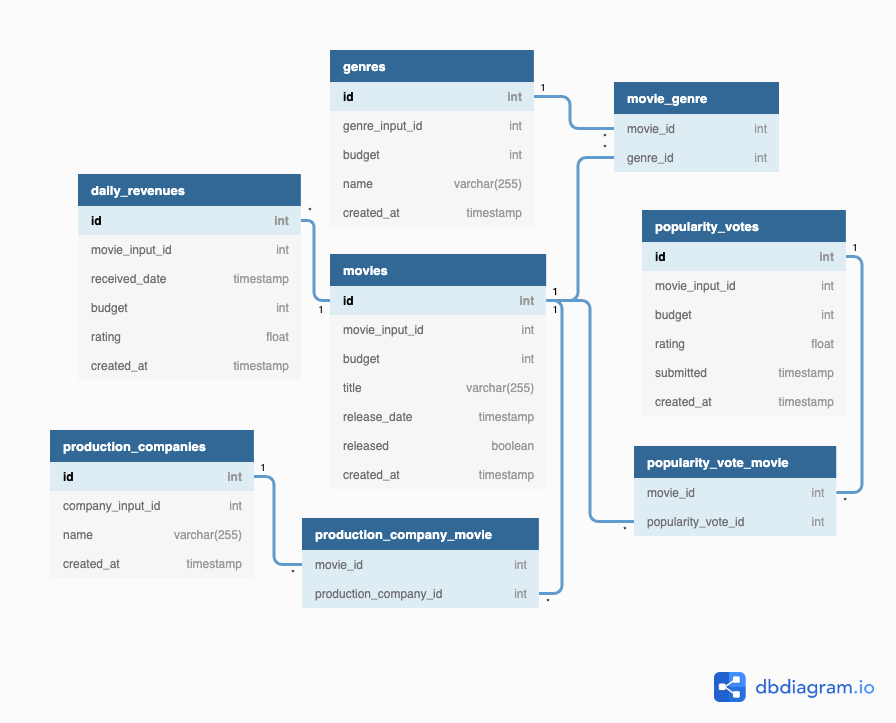 genres
id int
genre_input_id int
budget int
name varchar(255)
created_at timestamp
1
movie_genre
movie_id int
genre_id int
*
*
daily_revenues
id int
movie_input_id int
received_date timestamp
budget int
rating float
created_at timestamp
*
1
movies
id int
movie_input_id int
budget int
title varchar(255)
release_date timestamp
released boolean
created_at timestamp
1
1
popularity_votes
id int
movie_input_id int
budget int
rating float
submitted timestamp
created_at timestamp
1
production_companies
id int
company_input_id int
name varchar(255)
created_at timestamp
1
popularity_vote_movie
movie_id int
popularity_vote_id int
*
*
production_company_movie
movie_id int
production_company_id int
*
*
dbdiagram.io